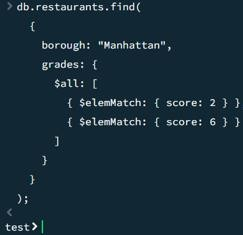 > db.restaurants.find(
{
borough: "Manhattan",
grades: {
$all: [
{ $elemMatch: { score: 2 } }
{ $elemMatch: { score: 6 } }
]
}
}
);
<
test>